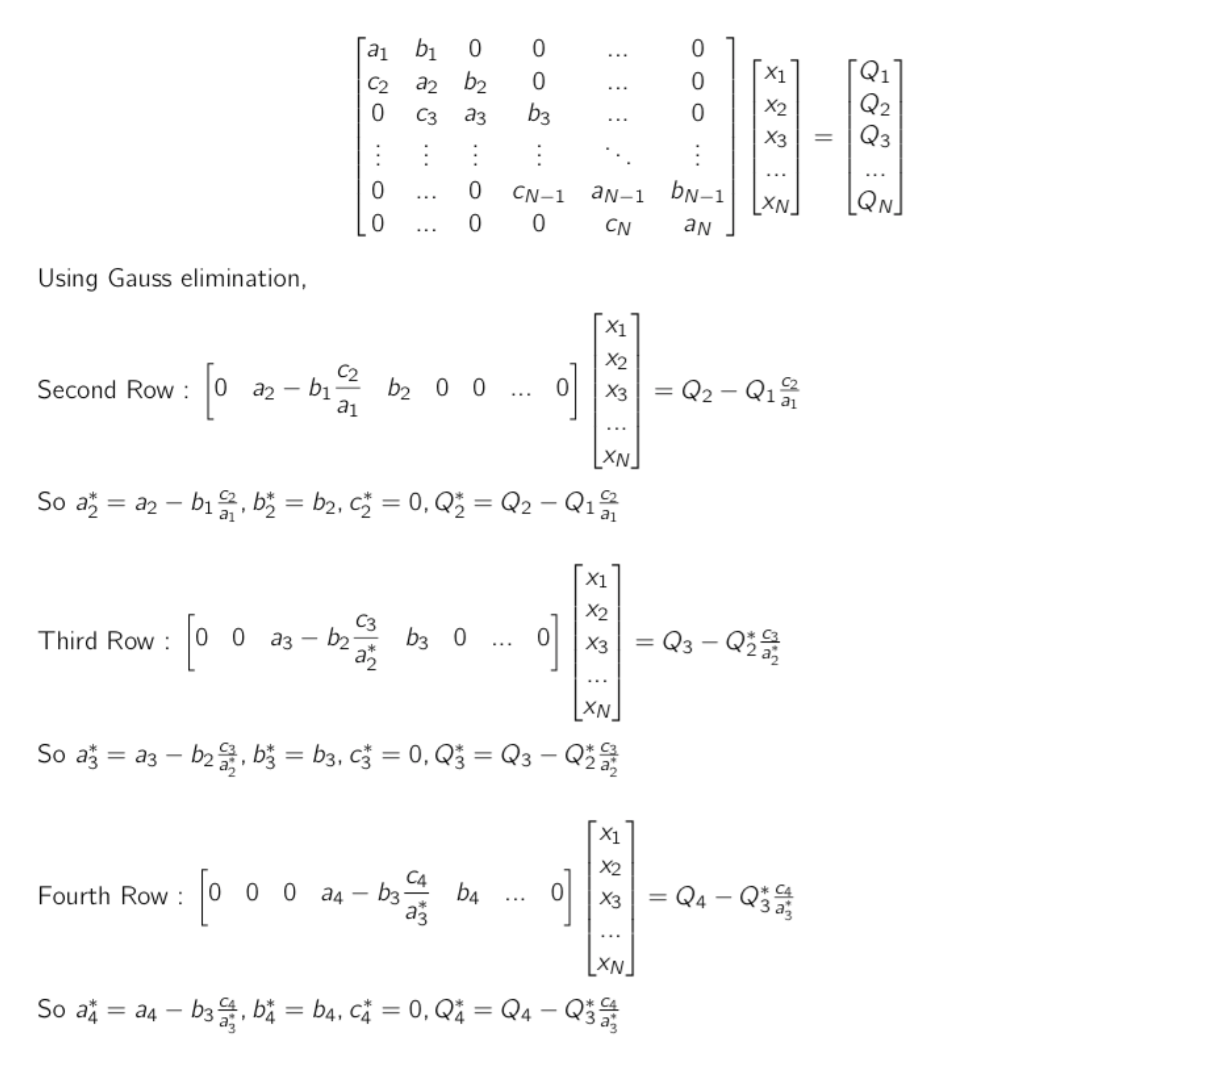 [a₁ b₁ 0 0 ... 0] [x₁] [Q₁]
[c₂ a₂ b₂ 0 ... 0] [x₂] [Q₂]
[0 c₃ a₃ b₃ ... 0] [x₃] = [Q₃]
[⋮ ⋮ ⋮ ⋮ ⋱ ⋮] [...] [...]
[0 ... 0 c_{N−1} a_{N−1} b_{N−1}] [x_N] [Q_N]
[0 ... 0 0 c_N a_N]
Using Gauss elimination,
Second Row : [0 a₂ − b₁ c₂/a₁ b₂ 0 0 ... 0] [x₁ x₂ x₃ ... x_N] = Q₂ − Q₁ c₂/a₁
So a₂* = a₂ − b₁ c₂/a₁, b₂* = b₂, c₂* = 0, Q₂* = Q₂ − Q₁ c₂/a₁
Third Row : [0 0 a₃ − b₂ c₃/a₂* b₃ 0 ... 0] [x₁ x₂ x₃ ... x_N] = Q₃ − Q₂* c₃/a₂*
So a₃* = a₃ − b₂ c₃/a₂*, b₃* = b₃, c₃* = 0, Q₃* = Q₃ − Q₂* c₃/a₂*
Fourth Row : [0 0 0 a₄ − b₃ c₄/a₃* b₄ ... 0] [x₁ x₂ x₃ ... x_N] = Q₄ − Q₃* c₄/a₃*
So a₄* = a₄ − b₃ c₄/a₃*, b₄* = b₄, c₄* = 0, Q₄* = Q₄ − Q₃* c₄/a₃*